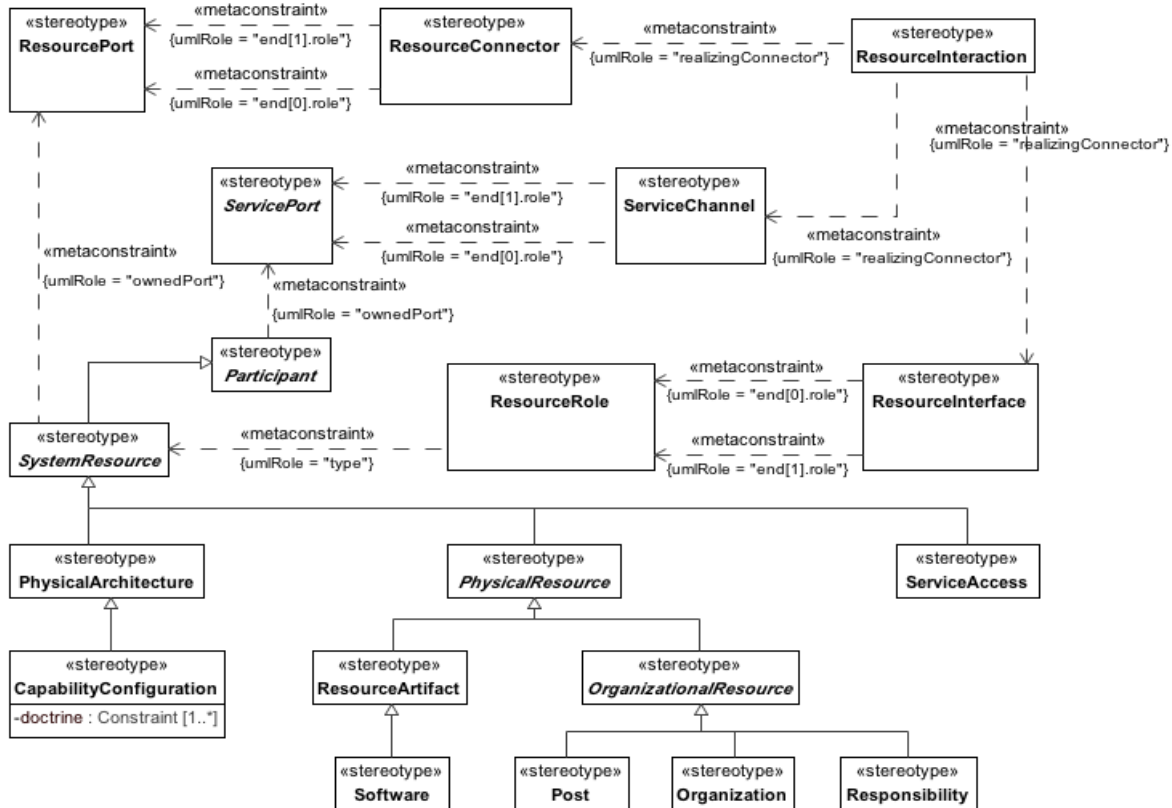 «stereotype»
ResourcePort
«metaconstraint»
{umlRole = "end[1].role"}
«metaconstraint»
{umlRole = "end[0].role"}
«stereotype»
ResourceConnector
«metaconstraint»
{umlRole = "realizingConnector"}
«stereotype»
ResourceInteraction
«metaconstraint»
{umlRole = "realizingConnector"}
«stereotype»
ServicePort
«metaconstraint»
{umlRole = "end[1].role"}
«metaconstraint»
{umlRole = "end[0].role"}
«stereotype»
ServiceChannel
«metaconstraint»
{umlRole = "realizingConnector"}
«metaconstraint»
{umlRole = "ownedPort"}
«metaconstraint»
{umlRole = "ownedPort"}
«stereotype»
Participant
«stereotype»
ResourceRole
«metaconstraint»
{umlRole = "end[0].role"}
«metaconstraint»
{umlRole = "end[1].role"}
«stereotype»
ResourceInterface
«stereotype»
SystemResource
«metaconstraint»
{umlRole = "type"}
«stereotype»
PhysicalArchitecture
«stereotype»
PhysicalResource
«stereotype»
ServiceAccess
«stereotype»
CapabilityConfiguration
-doctrine : Constraint [1..*]
«stereotype»
ResourceArtifact
«stereotype»
OrganizationalResource
«stereotype»
Software
«stereotype»
Post
«stereotype»
Organization
«stereotype»
Responsibility